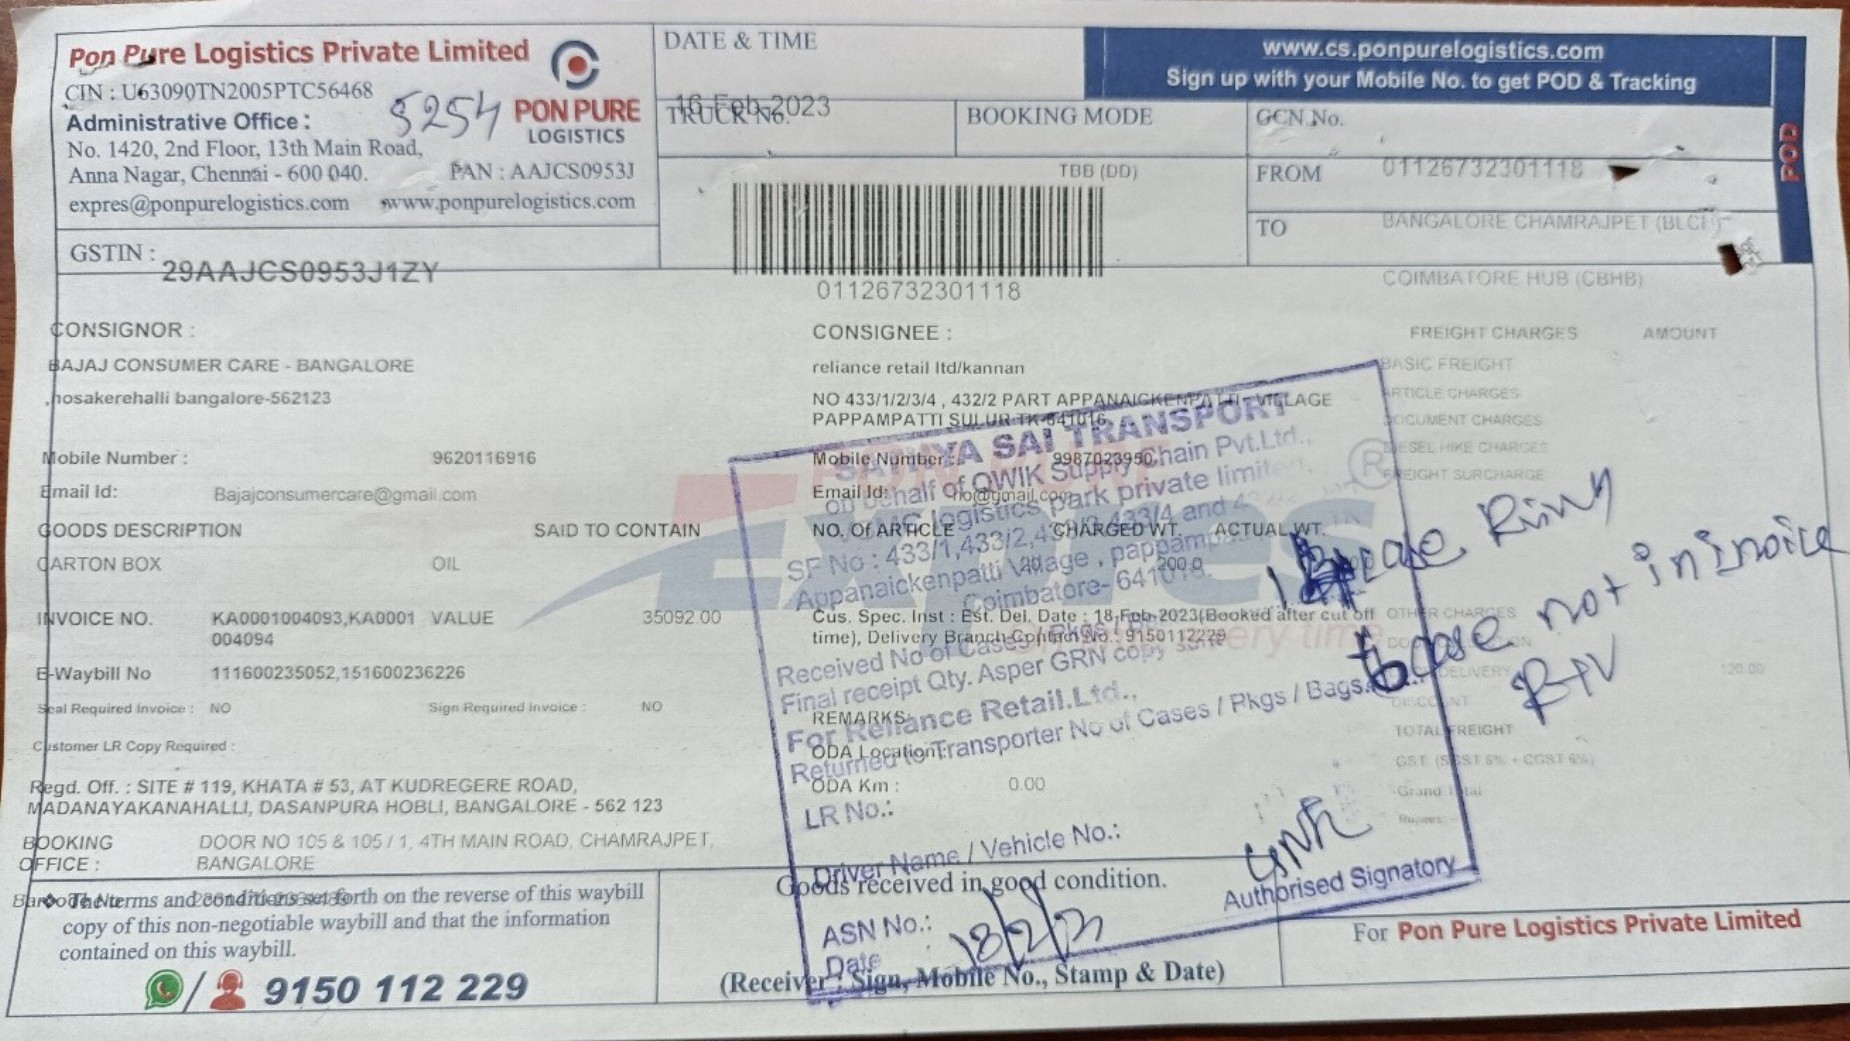 Pon Pure Logistics Private Limited
CIN : U63090TN2005PTC56468
5254
Administrative Office :
No. 1420, 2nd Floor, 13th Main Road,
Anna Nagar, Chennai - 600 040.
PAN : AAJCS0953J
expres@ponpurelogistics.com www.ponpurelogistics.com
PON PURE
LOGISTICS
GSTIN : 29AAJCS0953J1ZY
DATE & TIME
16-Feb-2023
TRUCK No.
BOOKING MODE
TBB (DD)
01126732301118
www.cs.ponpurelogistics.com
Sign up with your Mobile No. to get POD & Tracking
POD
GCN No.
01126732301118
FROM
BANGALORE CHAMRAJPET (BLCH)
TO
COIMBATORE HUB (CBHB)
CONSIGNOR :
BAJAJ CONSUMER CARE - BANGALORE
,hosakerehalli bangalore-562123
Mobile Number : 9620116916
Email Id: Bajajconsumercare@gmail.com
GOODS DESCRIPTION SAID TO CONTAIN
CARTON BOX OIL
INVOICE NO. KA0001004093,KA0001 VALUE 35092.00
004094
E-Waybill No 111600235052,151600236226
Seal Required Invoice : NO Sign Required Invoice : NO
Customer LR Copy Required :
Regd. Off. : SITE # 119, KHATA # 53, AT KUDREGERE ROAD,
MADANAYAKANAHALLI, DASANPURA HOBLI, BANGALORE - 562 123
BOOKING OFFICE : DOOR NO 105 & 105 / 1, 4TH MAIN ROAD, CHAMRAJPET,
BANGALORE
CONSIGNEE :
reliance retail ltd/kannan
NO 433/1/2/3/4 , 432/2 PART APPANAICKENPATTI VILLAGE
PAPPAMPATTI SULUR TK-641016
Mobile Number : 9987023950
Email Id: no@gmail.com
NO. Of ARTICLE CHARGED WT. ACTUAL WT.
20 200.0
Cus. Spec. Inst : Est. Del. Date : 18-Feb-2023(Booked after cut off
time), Delivery Branch Contact No.: 9150112229
REMARKS:
ODA Location:
ODA Km : 0.00
FREIGHT CHARGES AMOUNT
BASIC FREIGHT
ARTICLE CHARGES
DOCUMENT CHARGES
DIESEL HIKE CHARGES
FREIGHT SURCHARGE
OTHER CHARGES
DELIVERY 120.00
DISCOUNT
TOTAL FREIGHT
GST (SGST 6% + CGST 6%)
Grand Total
Rupees
SATHYA SAI TRANSPORT
on behalf of QWIK Supply Chain Pvt.Ltd.,
logistics park private limited
SF No : 433/1,433/2, 433/4 and
Appanaickenpatti Village , pappampatti
Coimbatore- 641016.
Received No of Cases / Pkgs /
Final receipt Qty. Asper GRN copy
For Reliance Retail.Ltd.,
Returned to Transporter No of Cases / Pkgs / Bags
LR No.:
Driver Name / Vehicle No.:
ASN No.:
Date 18/2/23
Authorised Signatory
case not in invoice
Expres
delivery time
®
The terms and conditions set forth on the reverse of this waybill
copy of this non-negotiable waybill and that the information
contained on this waybill.
/ 9150 112 229
Goods received in good condition.
(Receiver : Sign, Mobile No., Stamp & Date)
For Pon Pure Logistics Private Limited